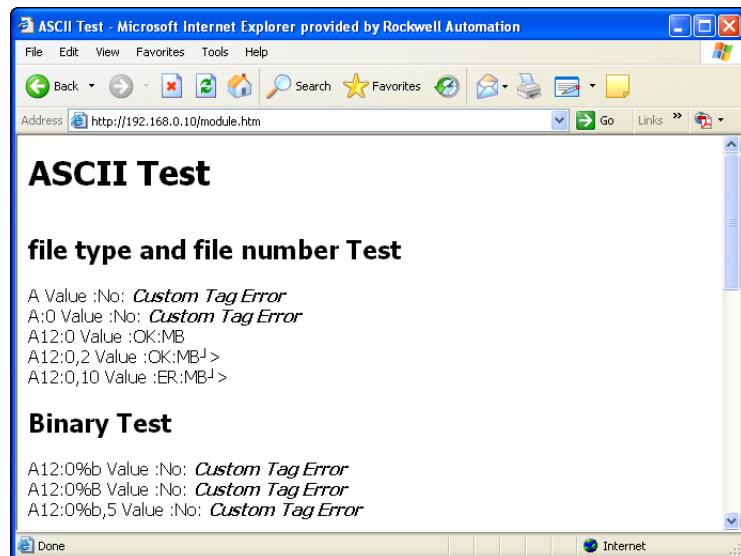 ASCII Test - Microsoft Internet Explorer provided by Rockwell Automation
File Edit View Favorites Tools Help
Back Search Favorites
Address http://192.168.0.10/module.htm Go Links »
ASCII Test
file type and file number Test
A Value :No: Custom Tag Error
A:0 Value :No: Custom Tag Error
A12:0 Value :OK:MB
A12:0,2 Value :OK:MB┘>
A12:0,10 Value :ER:MB┘>
Binary Test
A12:0%b Value :No: Custom Tag Error
A12:0%B Value :No: Custom Tag Error
A12:0%b,5 Value :No: Custom Tag Error
Done Internet